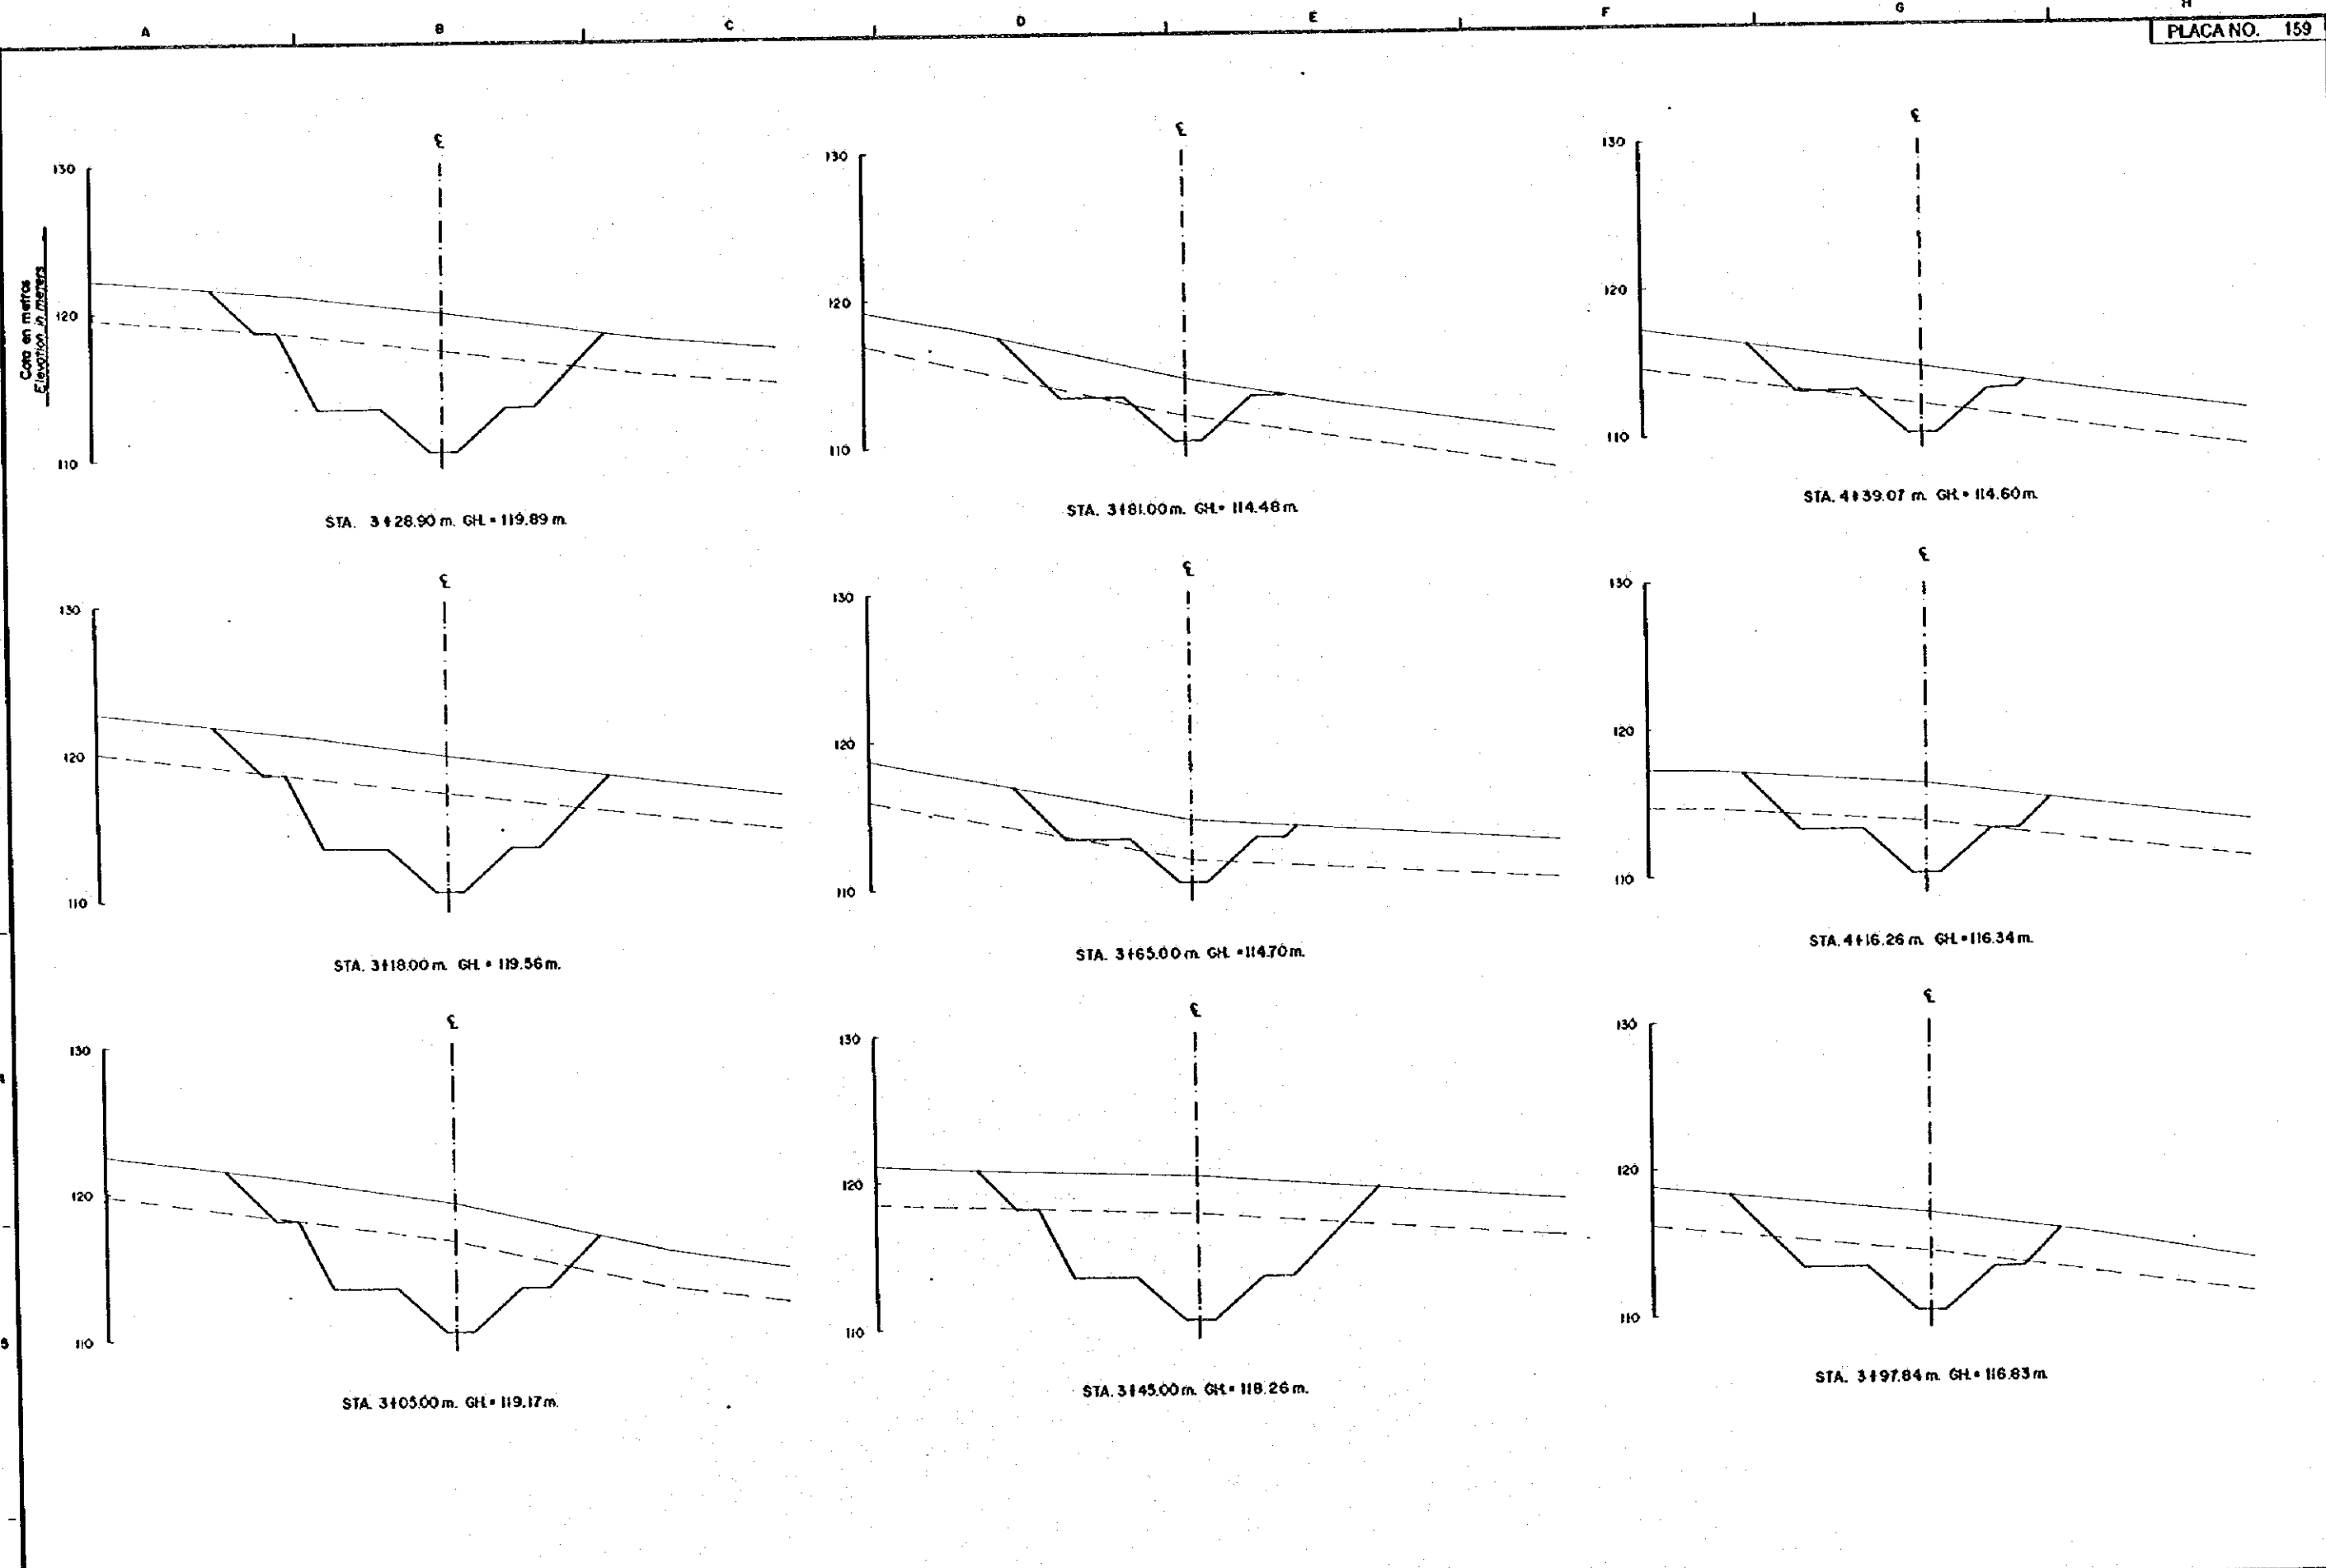 A B C D E F G H
PLACA NO. 159
Cota en metros
Elevation in meters
℄
130
120
110
STA. 3+28.90 m. GH. = 119.89 m.
℄
130
120
110
STA. 3+81.00 m. GH. = 114.48 m.
℄
130
120
110
STA. 4+39.07 m. GH. = 114.60 m.
℄
130
120
110
STA. 3+18.00 m. GH. = 119.56 m.
℄
130
120
110
STA. 3+65.00 m. GH. = 114.70 m.
℄
130
120
110
STA. 4+16.26 m. GH. = 116.34 m.
℄
130
120
110
STA. 3+05.00 m. GH. = 119.17 m.
℄
130
120
110
STA. 3+45.00 m. GH. = 118.26 m.
℄
130
120
110
STA. 3+97.84 m. GH. = 116.83 m.
5